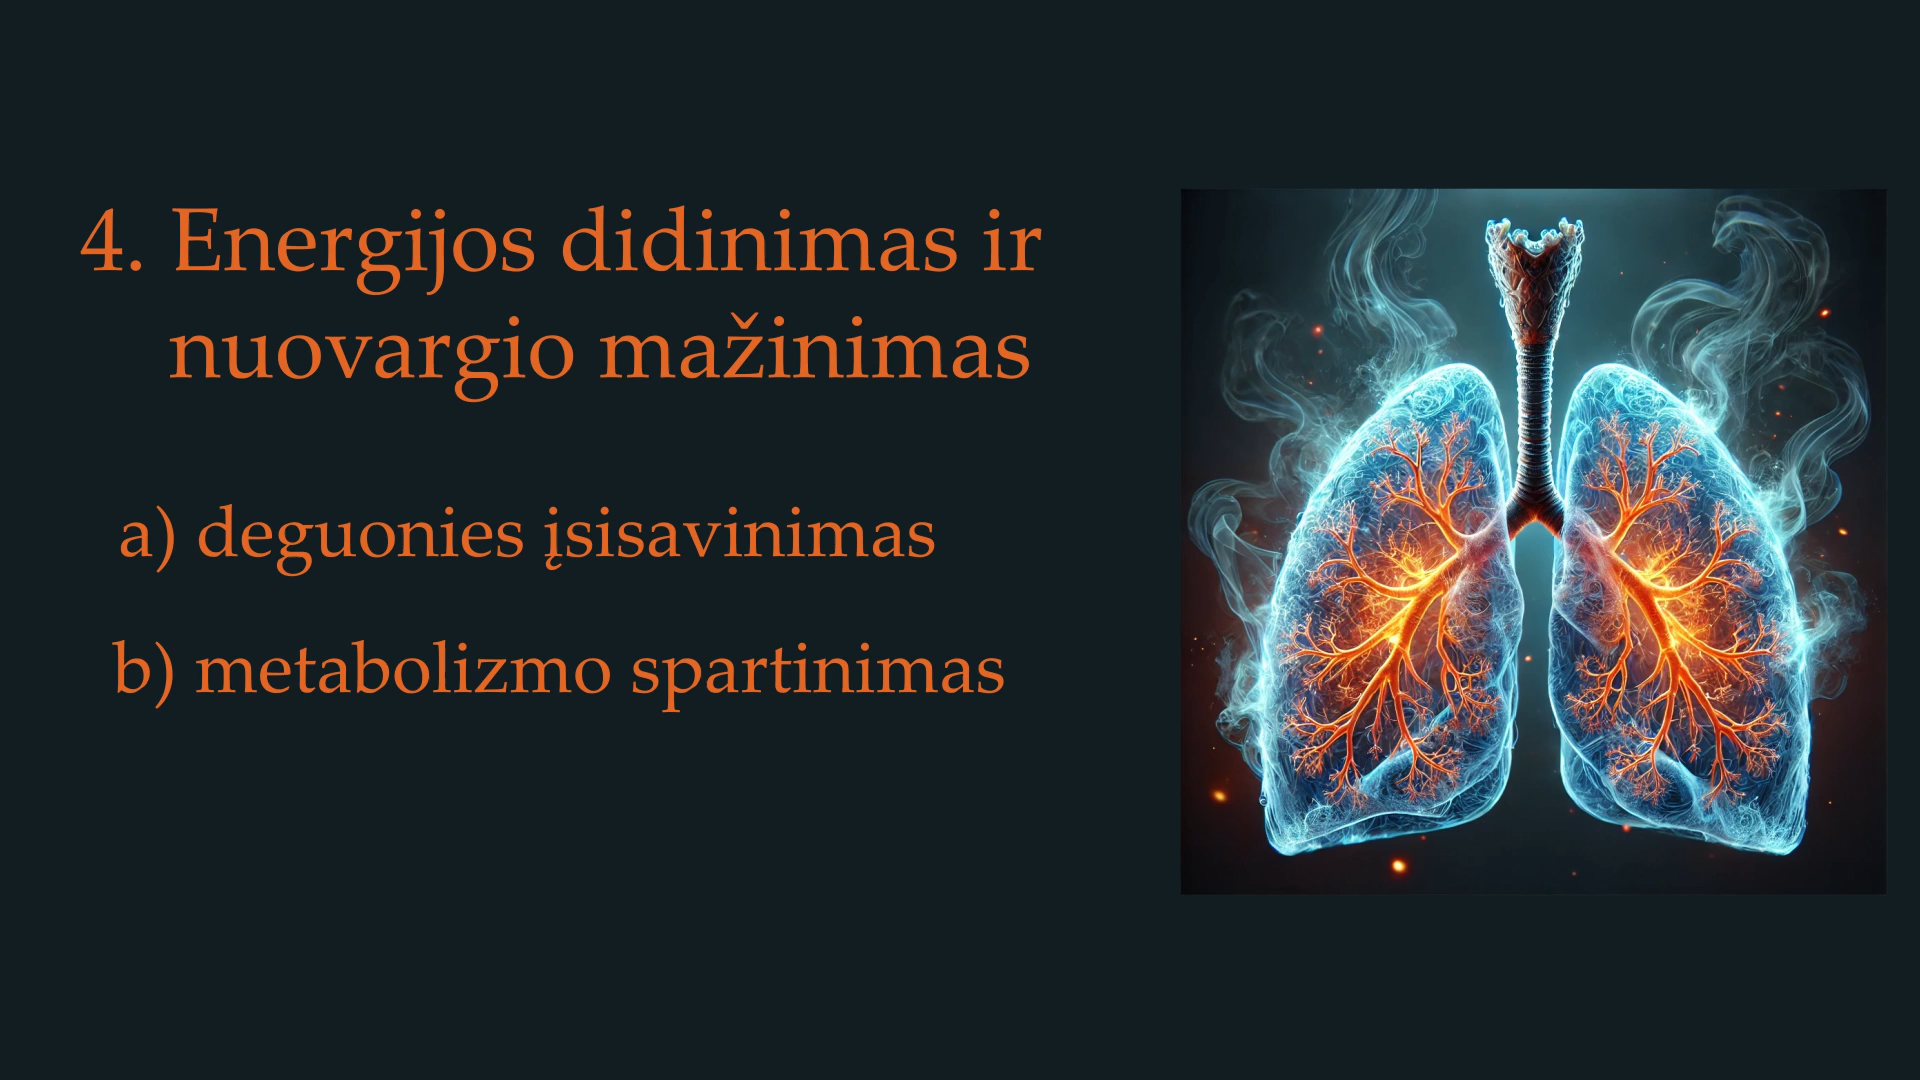 4. Energijos didinimas ir
nuovargio mažinimas
a) deguonies įsisavinimas
b) metabolizmo spartinimas